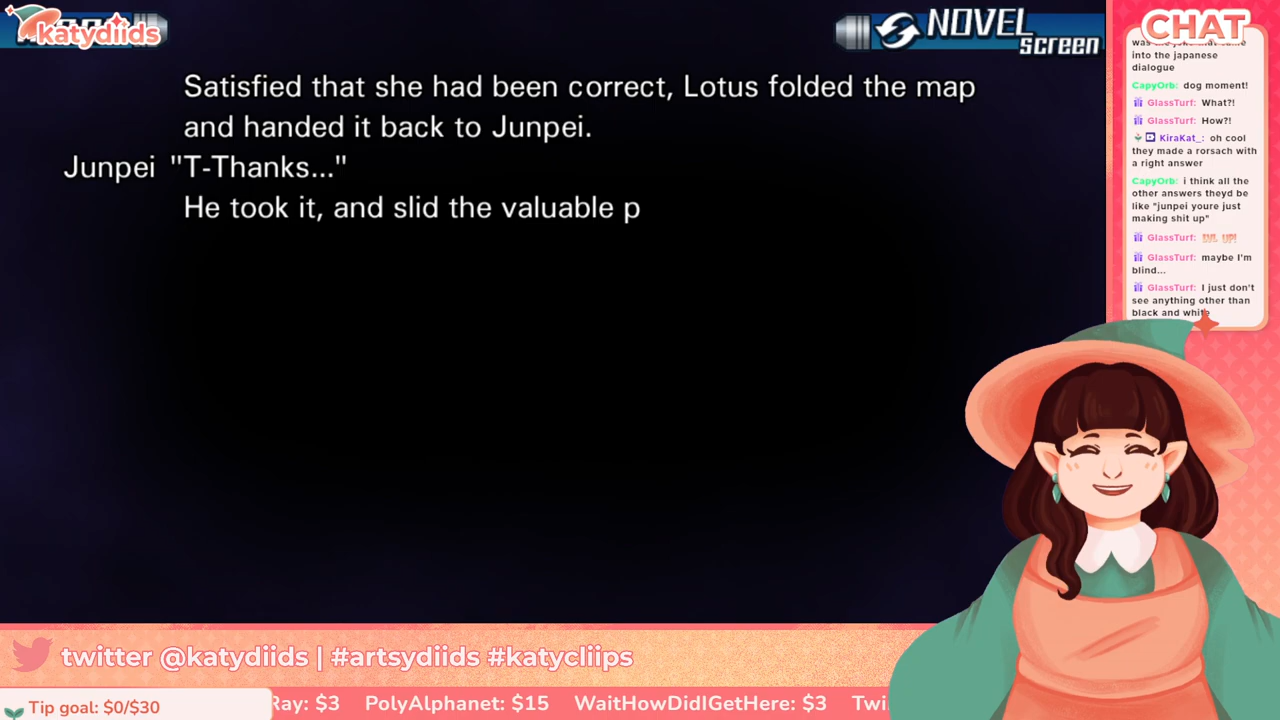 katydiids
NOVEL
Screen
Satisfied that she had been correct, Lotus folded the map
and handed it back to Junpei.
Junpei "T-Thanks..."
He took it, and slid the valuable p
CHAT
into the japanese
dialogue
CapyOrb: dog moment!
GlassTurf: What?!
GlassTurf: How?!
KiraKat_: oh cool
they made a rorsach with
a right answer
CapyOrb: i think all the
other answers theyd be
like "junpei youre just
making shit up"
GlassTurf: LVL UP!
GlassTurf: maybe I'm
blind...
GlassTurf: I just don't
see anything other than
black and white
twitter @katydiids | #artsydiids #katycliips
Tip goal: $0/$30
Ray: $3 PolyAlphanet: $15 WaitHowDidIGetHere: $3 Twi